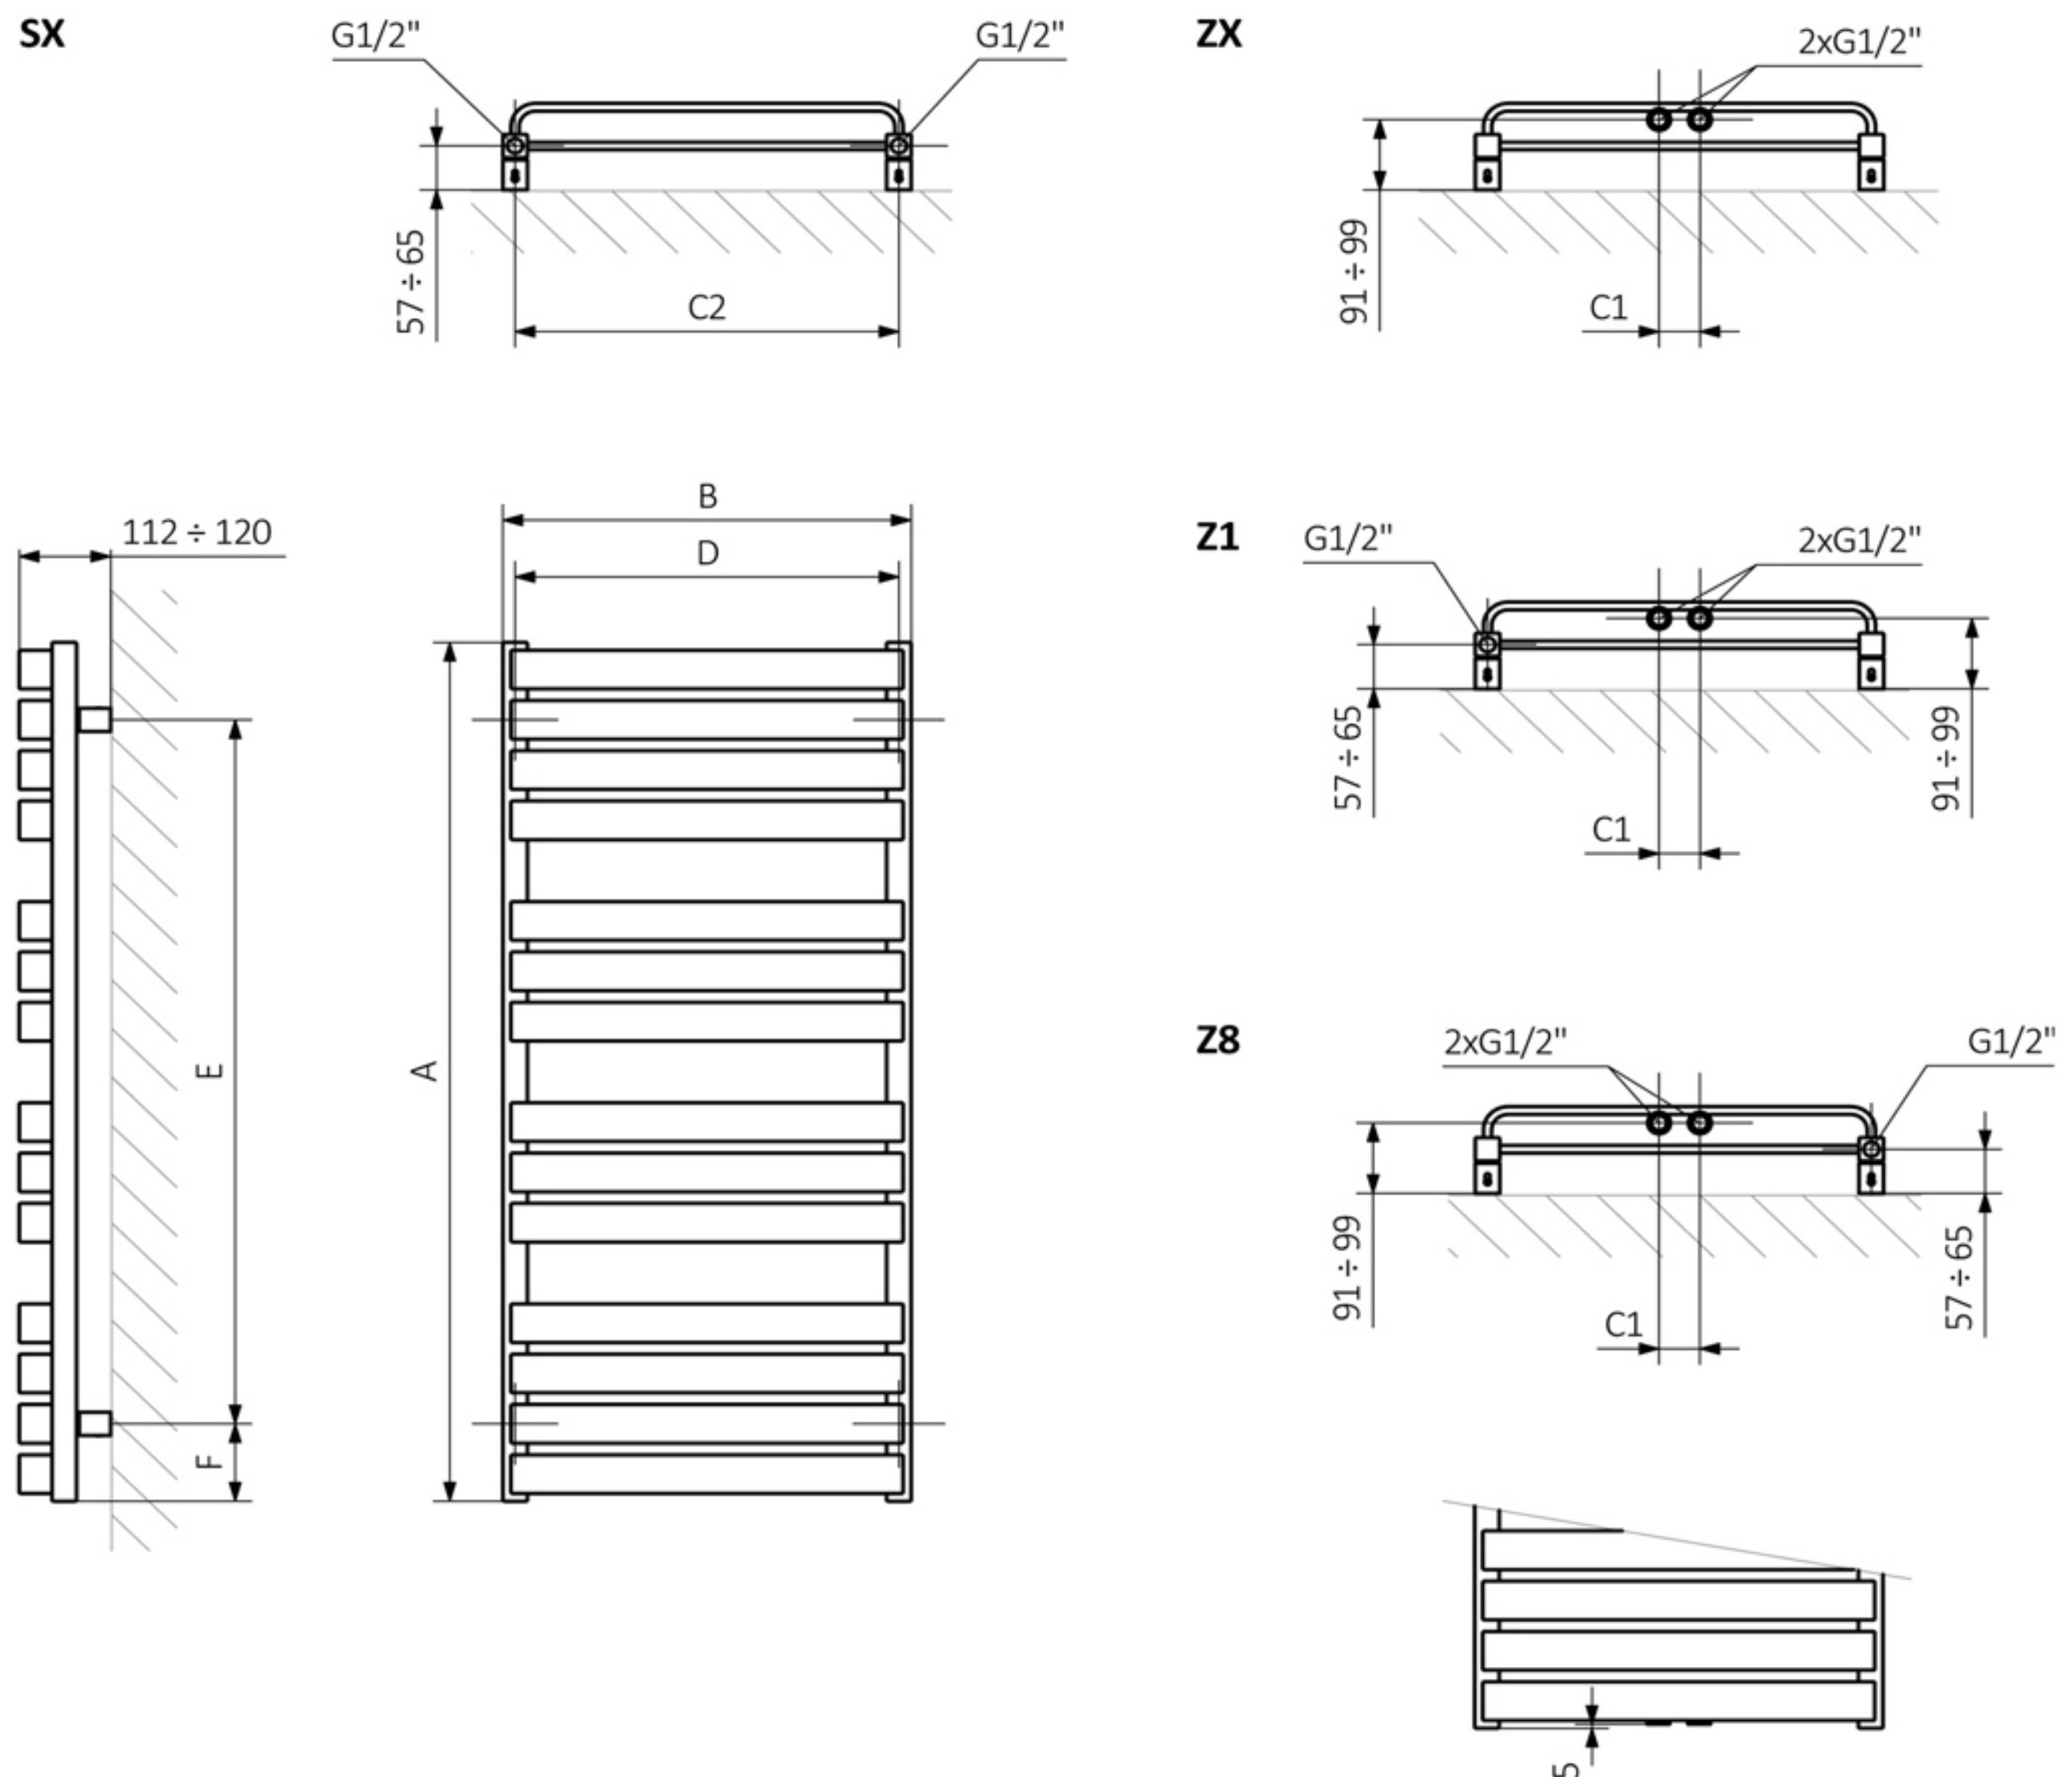 SX
G1/2"
G1/2"
57 ÷ 65
C2
ZX
2xG1/2"
91 ÷ 99
C1
112 ÷ 120
E
F
B
D
A
Z1
G1/2"
2xG1/2"
57 ÷ 65
91 ÷ 99
C1
Z8
2xG1/2"
G1/2"
91 ÷ 99
57 ÷ 65
C1